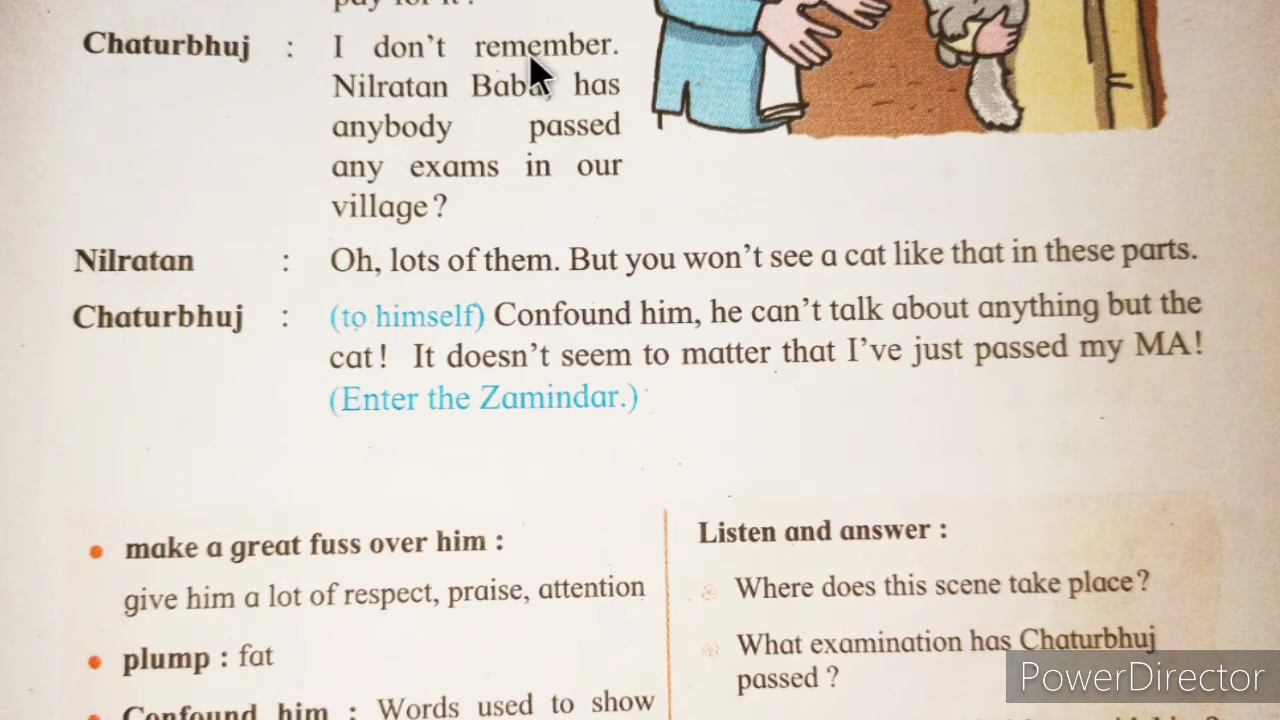 pay for it?
Chaturbhuj : I don't remember.
Nilratan Babu, has
anybody passed
any exams in our
village?
Nilratan : Oh, lots of them. But you won't see a cat like that in these parts.
Chaturbhuj : (to himself) Confound him, he can't talk about anything but the
cat! It doesn't seem to matter that I've just passed my MA!
(Enter the Zamindar.)
• make a great fuss over him :
give him a lot of respect, praise, attention
• plump : fat
• Confound him : Words used to show
Listen and answer :
Where does this scene take place?
What examination has Chaturbhuj
passed?
PowerDirector